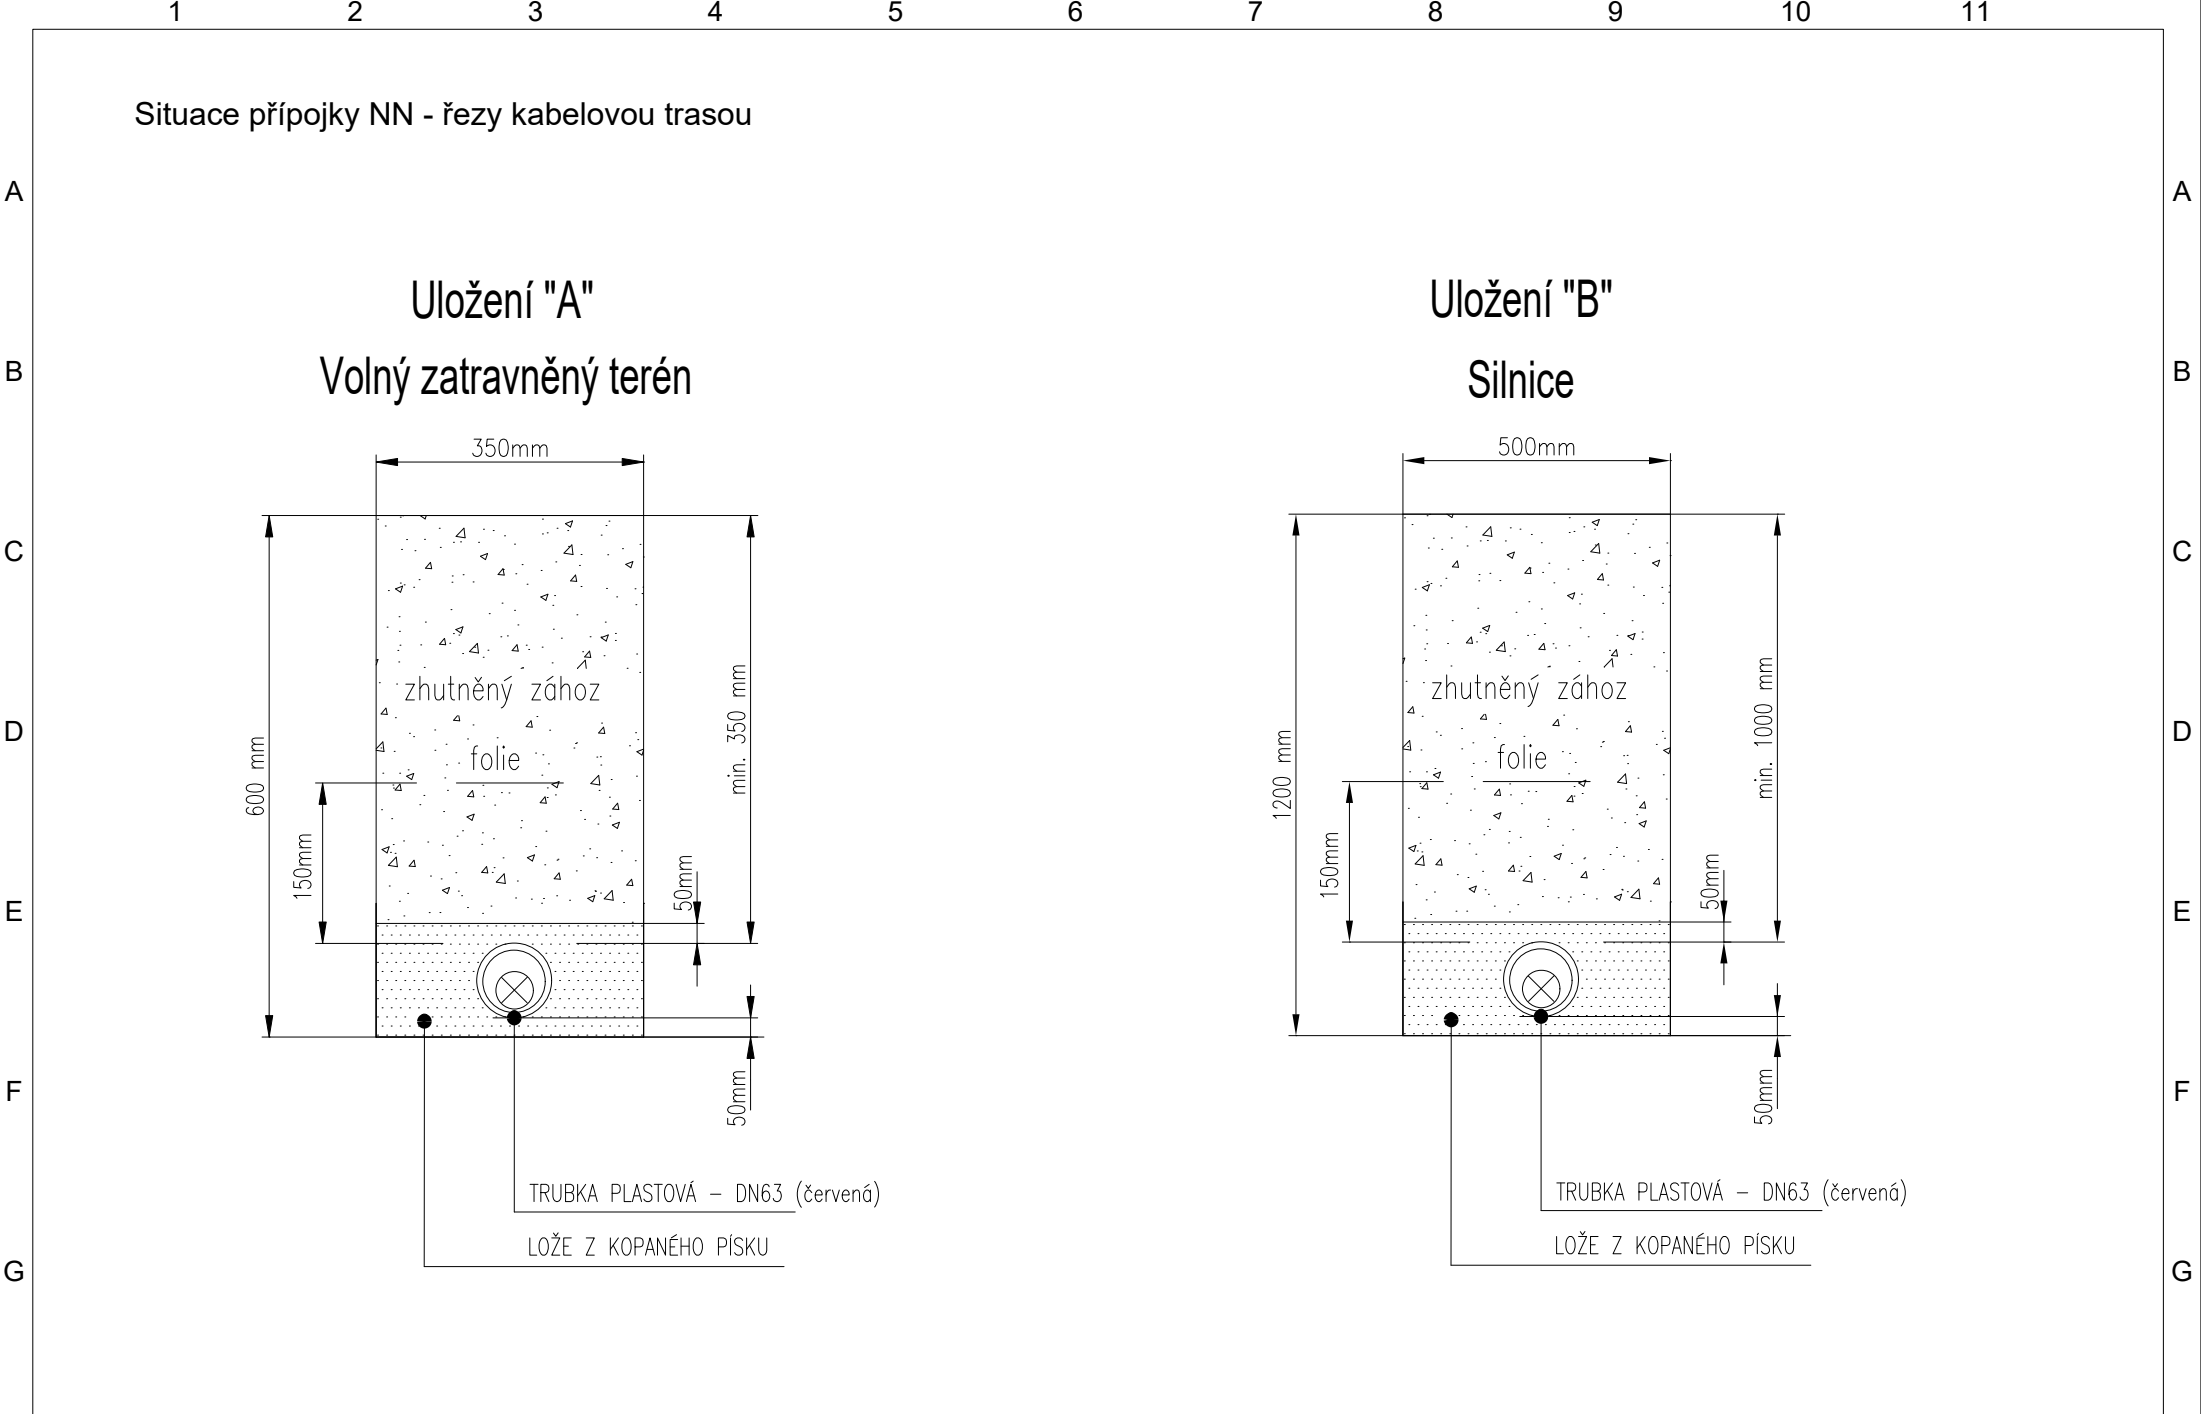 1 2 3 4 5 6 7 8 9 10 11
Situace přípojky NN - řezy kabelovou trasou
A A
Uložení "A"
Volný zatravněný terén
350mm
zhutněný zához
folie
600 mm
150mm
min. 350 mm
50mm
50mm
TRUBKA PLASTOVÁ – DN63 (červená)
LOŽE Z KOPANÉHO PÍSKU
Uložení "B"
Silnice
500mm
zhutněný zához
folie
1200 mm
150mm
min. 1000 mm
50mm
50mm
TRUBKA PLASTOVÁ – DN63 (červená)
LOŽE Z KOPANÉHO PÍSKU
B B
C C
D D
E E
F F
G G